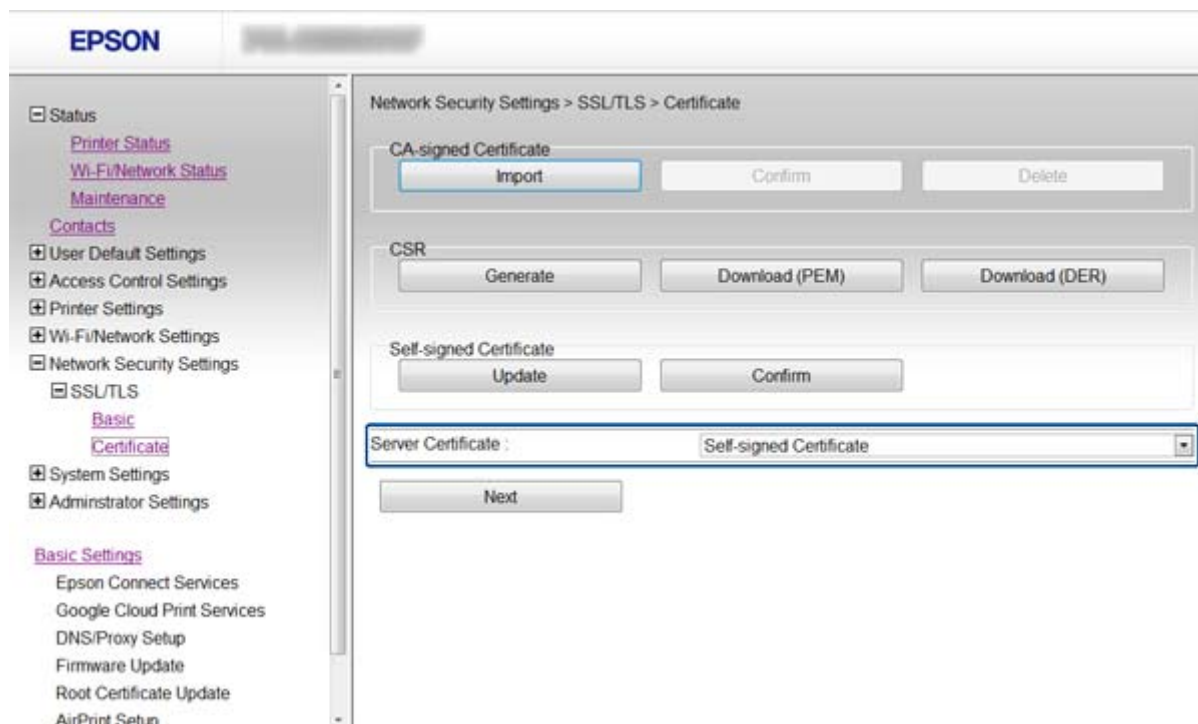 EPSON
Status
Printer Status
Wi-Fi/Network Status
Maintenance
Contacts
User Default Settings
Access Control Settings
Printer Settings
Wi-Fi/Network Settings
Network Security Settings
SSL/TLS
Basic
Certificate
System Settings
Adminstrator Settings
Basic Settings
Epson Connect Services
Google Cloud Print Services
DNS/Proxy Setup
Firmware Update
Root Certificate Update
AirPrint Setup
Network Security Settings > SSL/TLS > Certificate
CA-signed Certificate
Import Confirm Delete
CSR
Generate Download (PEM) Download (DER)
Self-signed Certificate
Update Confirm
Server Certificate : Self-signed Certificate
Next